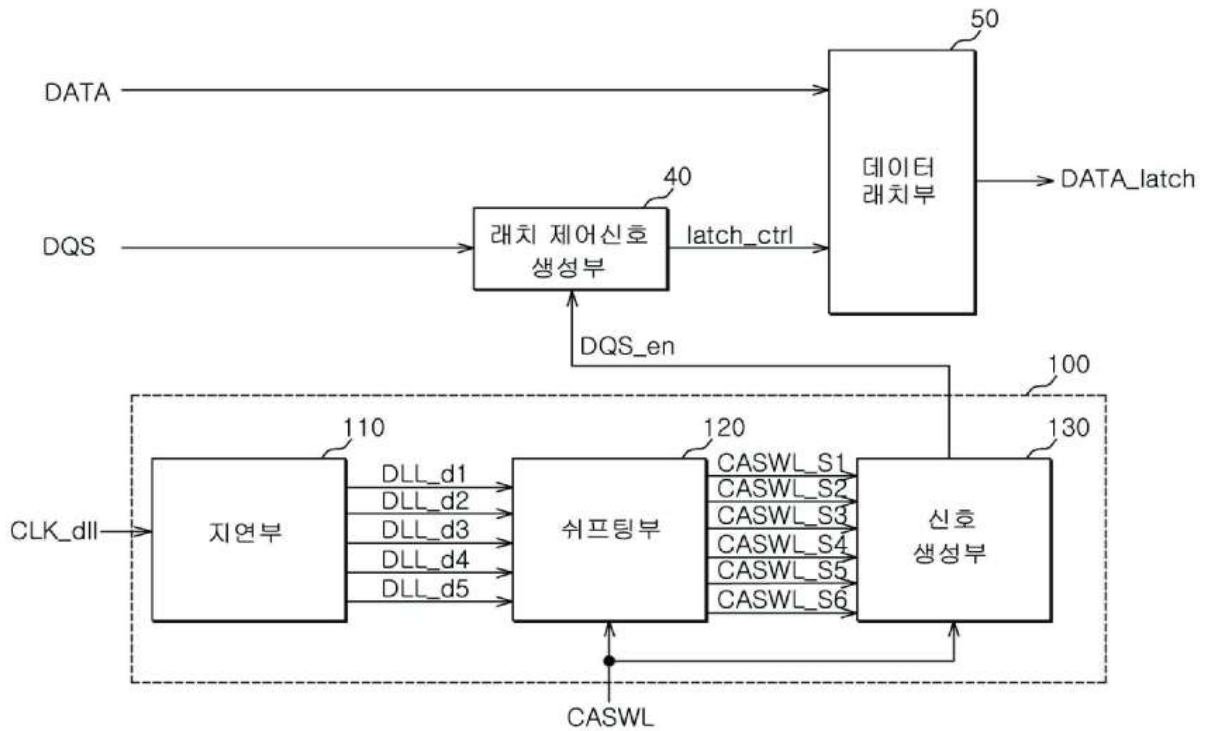 50
DATA
데이터
래치부
DATA_latch
40
DQS
래치 제어신호
생성부
latch_ctrl
DQS_en
100
110
120
130
CLK_dll
지연부
DLL_d1
DLL_d2
DLL_d3
DLL_d4
DLL_d5
쉬프팅부
CASWL_S1
CASWL_S2
CASWL_S3
CASWL_S4
CASWL_S5
CASWL_S6
신호
생성부
CASWL